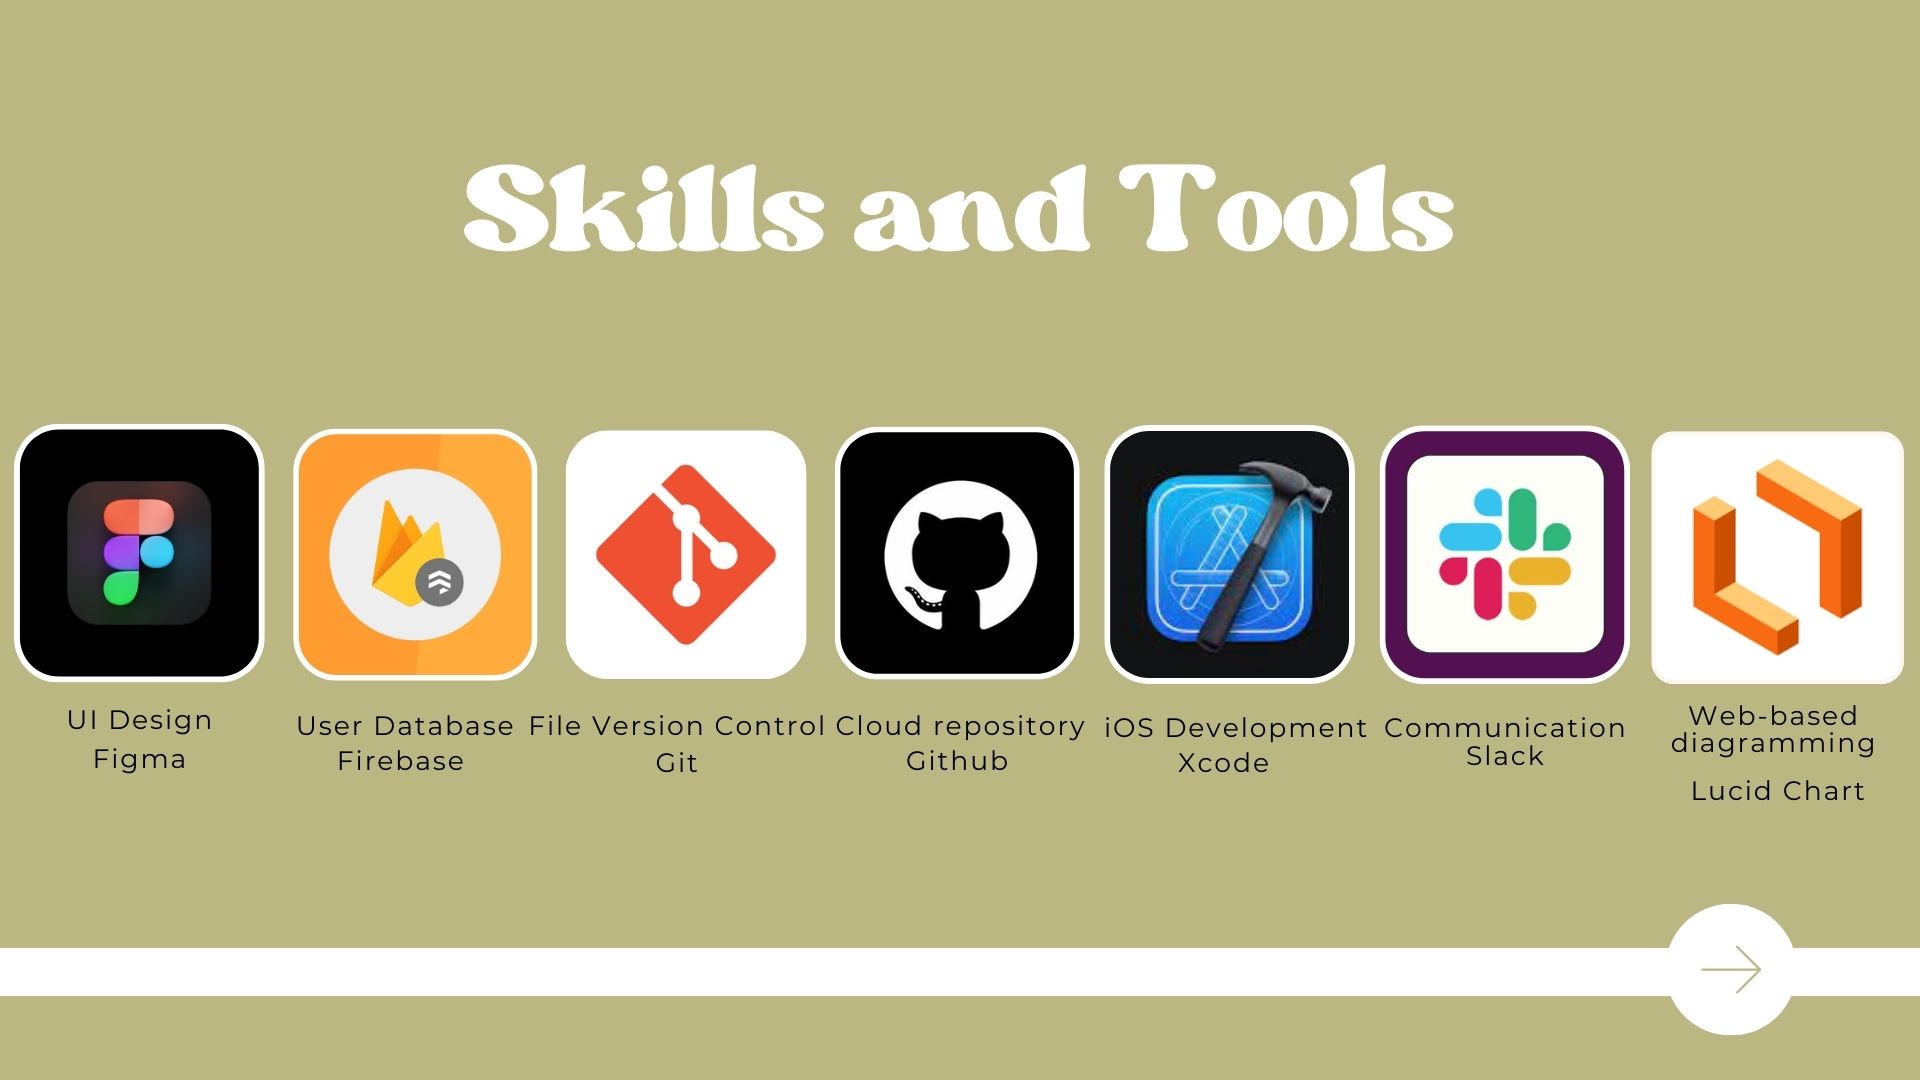 Skills and Tools
UI Design
Figma
User Database
Firebase
File Version Control
Git
Cloud repository
Github
iOS Development
Xcode
Communication
Slack
Web-based
diagramming
Lucid Chart